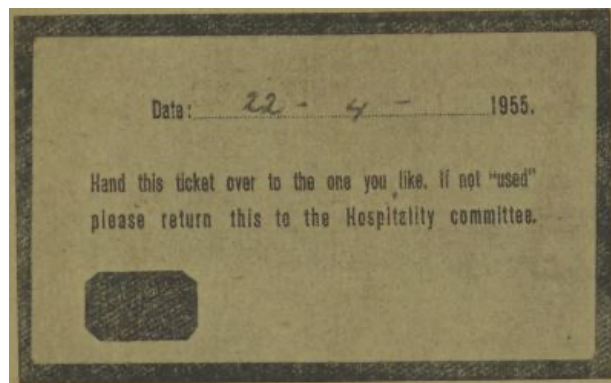 Date: 22 - 4 - 1955.
Hand this ticket over to the one you like. If not "used"
please return this to the Hospitality committee.